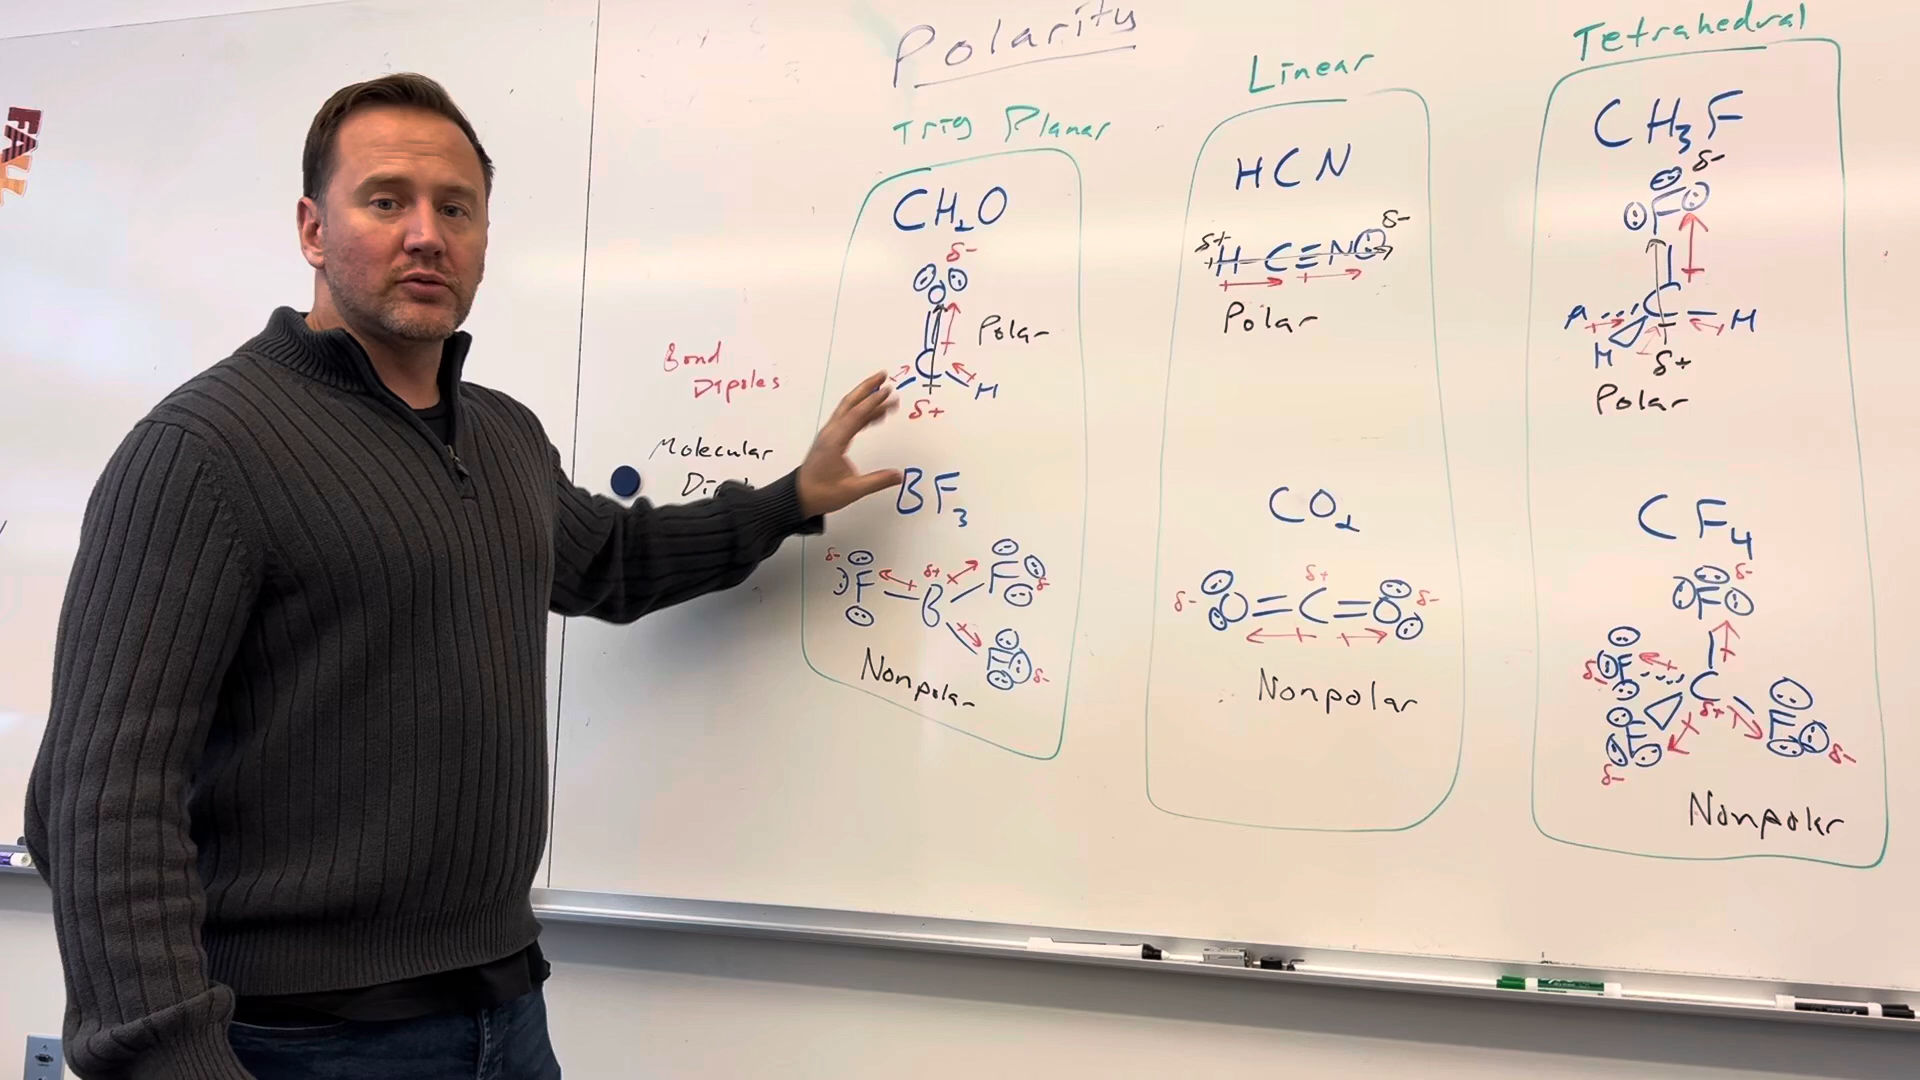 FALL
Polarity
Trig Planar
Linear
Tetrahedral
CH₂O
δ-
O
C
H
δ+
Polar
Bond
Dipoles
Molecular
BF₃
δ- F δ+ B F δ-
F δ-
Nonpolar
HCN
δ+ δ-
H-C≡N
Polar
CO₂
δ- δ+ δ-
O=C=O
Nonpolar
CH₃F
δ-
F
C
H
H
δ+
Polar
CF₄
δ-
F
F
δ-
C
δ+
F
F
δ-
δ-
Nonpolar